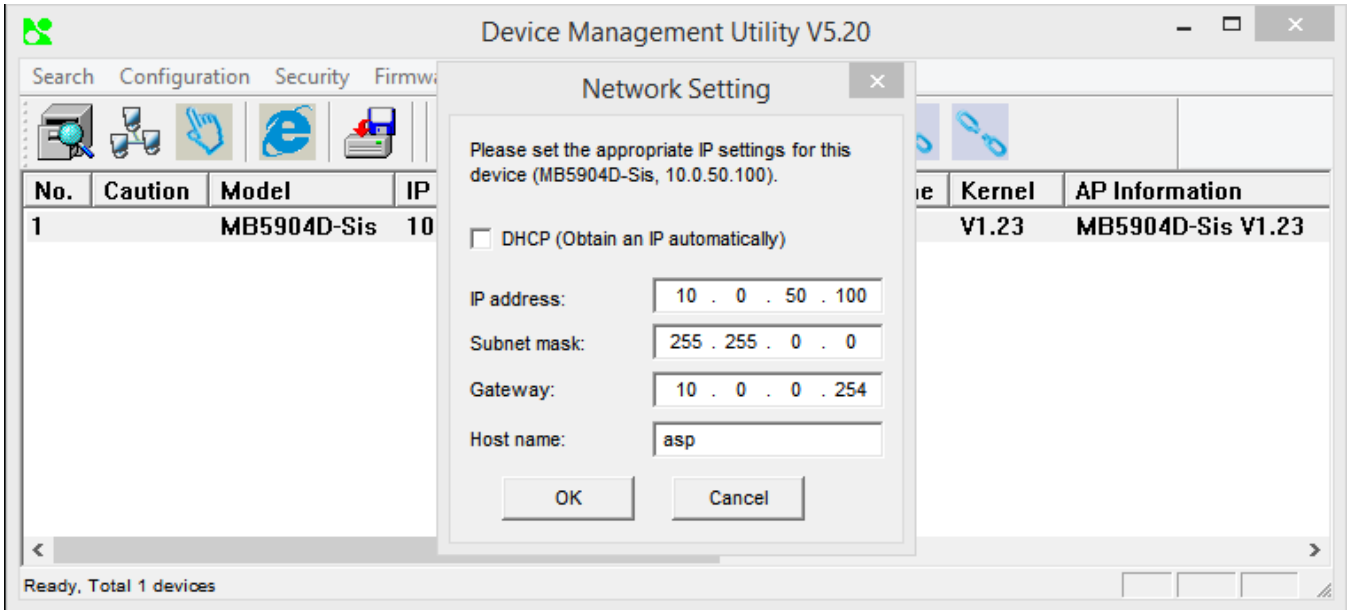 Device Management Utility V5.20
Search Configuration Security
Network Setting
Please set the appropriate IP settings for this
device (MB5904D-Sis, 10.0.50.100).
No. Caution Model IP Kernel AP Information
1 MB5904D-Sis 10 V1.23 MB5904D-Sis V1.23
DHCP (Obtain an IP automatically)
IP address: 10 . 0 . 50 . 100
Subnet mask: 255 . 255 . 0 . 0
Gateway: 10 . 0 . 0 . 254
Host name: asp
OK Cancel
Ready, Total 1 devices